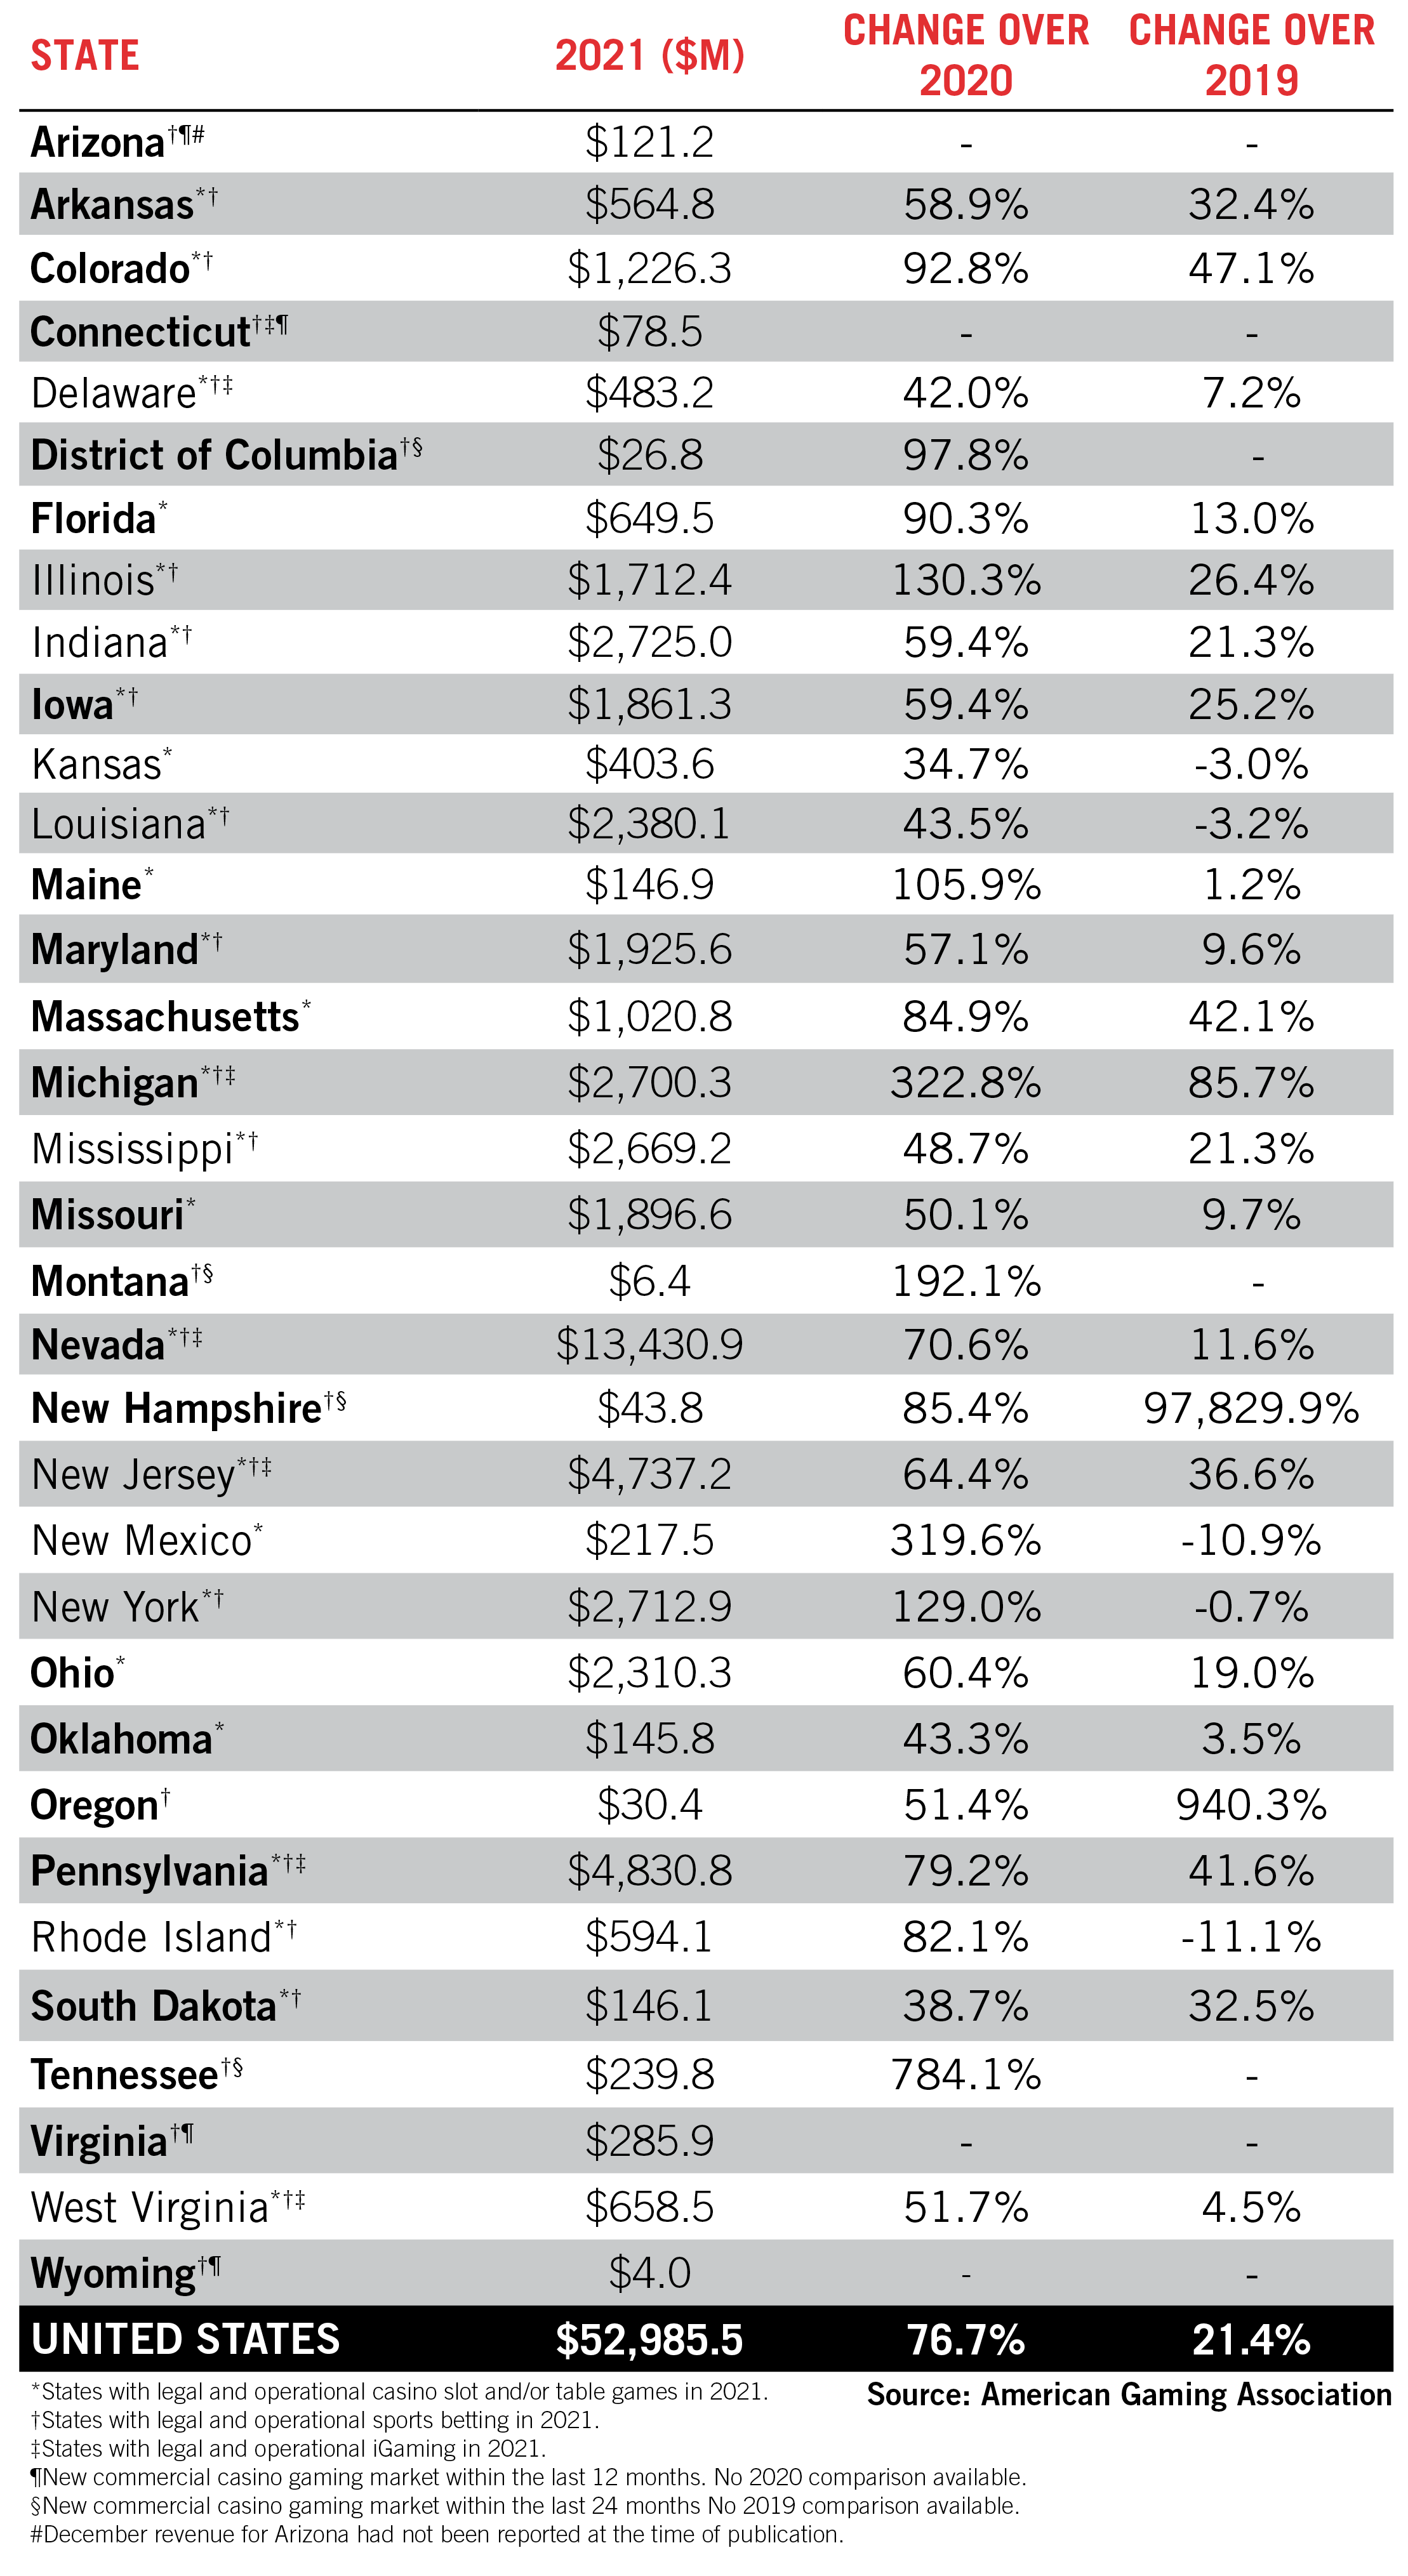 STATE 2021 ($M) CHANGE OVER 2020 CHANGE OVER 2019
Arizona†¶# $121.2 - -
Arkansas*† $564.8 58.9% 32.4%
Colorado*† $1,226.3 92.8% 47.1%
Connecticut†‡¶ $78.5 - -
Delaware*†‡ $483.2 42.0% 7.2%
District of Columbia†§ $26.8 97.8% -
Florida* $649.5 90.3% 13.0%
Illinois*† $1,712.4 130.3% 26.4%
Indiana*† $2,725.0 59.4% 21.3%
Iowa*† $1,861.3 59.4% 25.2%
Kansas* $403.6 34.7% -3.0%
Louisiana*† $2,380.1 43.5% -3.2%
Maine* $146.9 105.9% 1.2%
Maryland*† $1,925.6 57.1% 9.6%
Massachusetts* $1,020.8 84.9% 42.1%
Michigan*†‡ $2,700.3 322.8% 85.7%
Mississippi*† $2,669.2 48.7% 21.3%
Missouri* $1,896.6 50.1% 9.7%
Montana†§ $6.4 192.1% -
Nevada*†‡ $13,430.9 70.6% 11.6%
New Hampshire†§ $43.8 85.4% 97,829.9%
New Jersey*†‡ $4,737.2 64.4% 36.6%
New Mexico* $217.5 319.6% -10.9%
New York*† $2,712.9 129.0% -0.7%
Ohio* $2,310.3 60.4% 19.0%
Oklahoma* $145.8 43.3% 3.5%
Oregon† $30.4 51.4% 940.3%
Pennsylvania*†‡ $4,830.8 79.2% 41.6%
Rhode Island*† $594.1 82.1% -11.1%
South Dakota*† $146.1 38.7% 32.5%
Tennessee†§ $239.8 784.1% -
Virginia†¶ $285.9 - -
West Virginia*†‡ $658.5 51.7% 4.5%
Wyoming†¶ $4.0 - -
UNITED STATES $52,985.5 76.7% 21.4%
*States with legal and operational casino slot and/or table games in 2021. Source: American Gaming Association
†States with legal and operational sports betting in 2021.
‡States with legal and operational iGaming in 2021.
¶New commercial casino gaming market within the last 12 months. No 2020 comparison available.
§New commercial casino gaming market within the last 24 months No 2019 comparison available.
#December revenue for Arizona had not been reported at the time of publication.